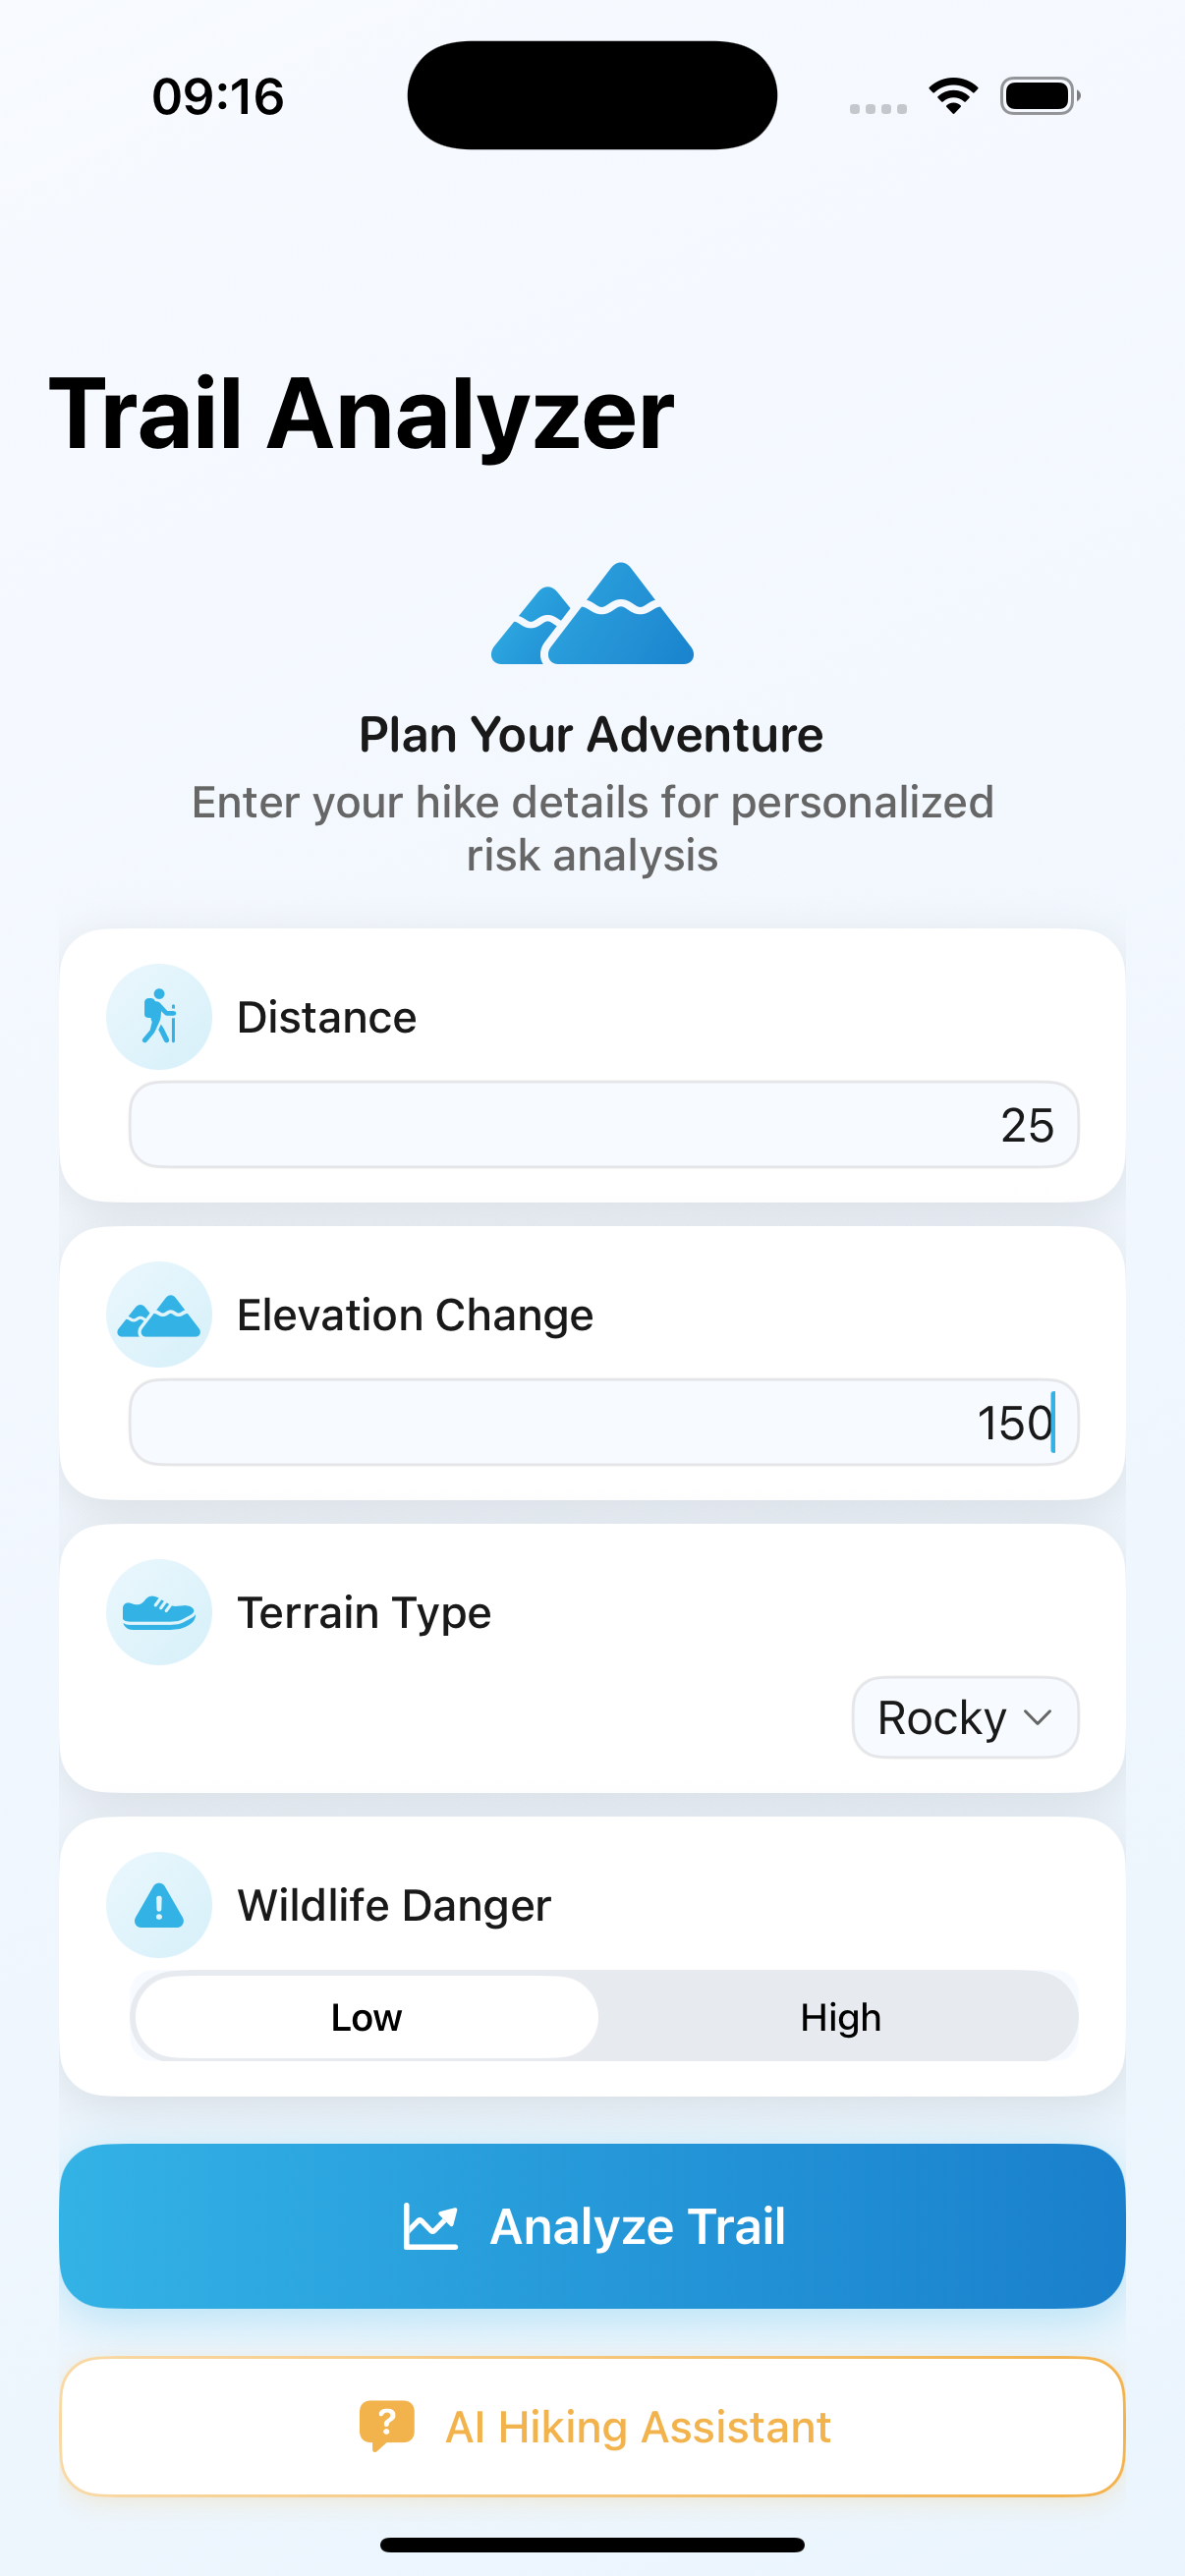 09:16
Trail Analyzer
Plan Your Adventure
Enter your hike details for personalized
risk analysis
Distance
25
Elevation Change
150
Terrain Type
Rocky
Wildlife Danger
Low High
Analyze Trail
AI Hiking Assistant